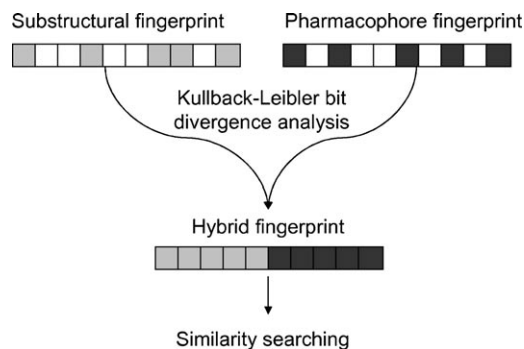 Substructural fingerprint
Pharmacophore fingerprint
Kullback-Leibler bit
divergence analysis
Hybrid fingerprint
Similarity searching